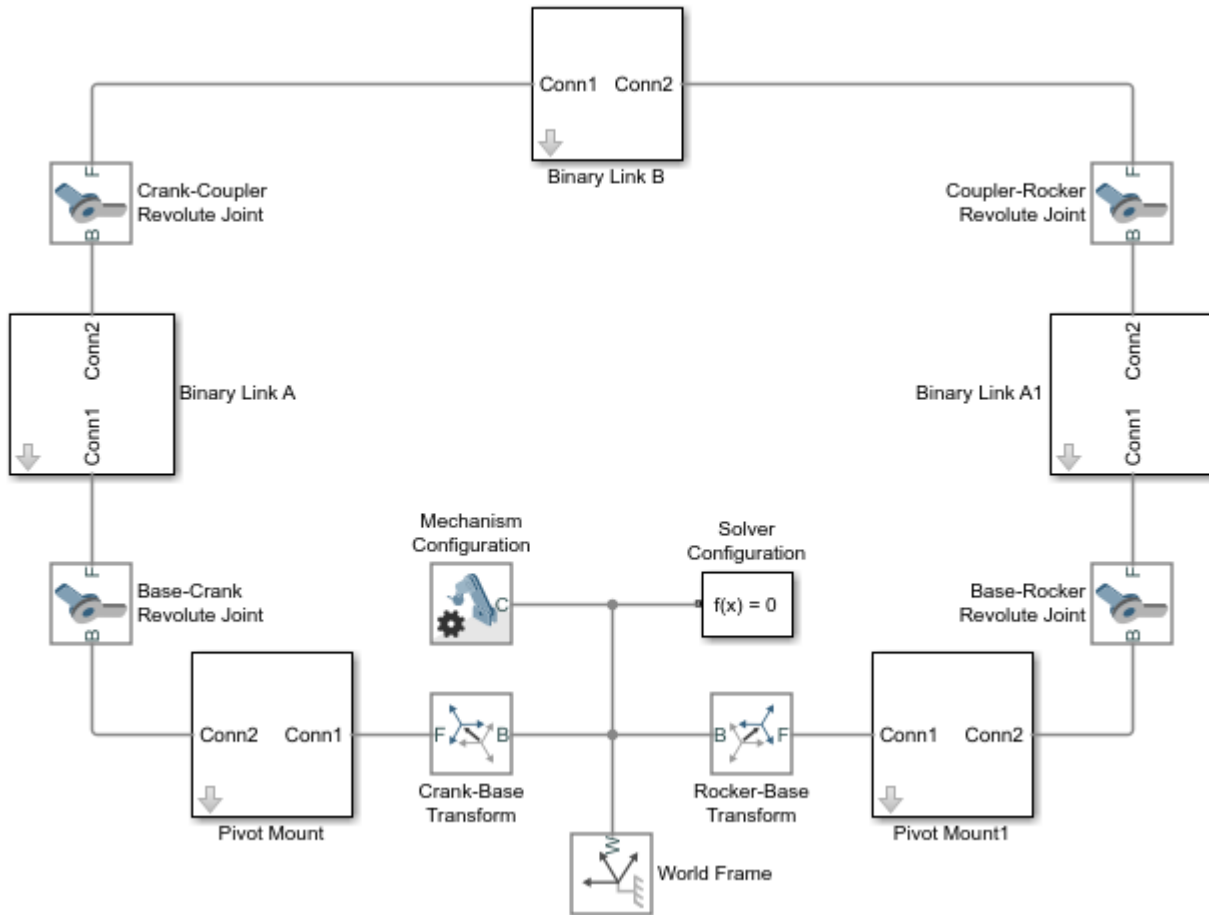 Conn1 Conn2
Binary Link B
F
Crank-Coupler
Revolute Joint
B
Coupler-Rocker
Revolute Joint
F
B
Conn2
Conn1
Binary Link A
Binary Link A1
Conn2
Conn1
Mechanism
Configuration
C
Solver
Configuration
f(x) = 0
F
Base-Crank
Revolute Joint
B
Base-Rocker
Revolute Joint
F
B
Conn2 Conn1
Pivot Mount
F B
Crank-Base
Transform
B F
Rocker-Base
Transform
Conn1 Conn2
Pivot Mount1
W
World Frame